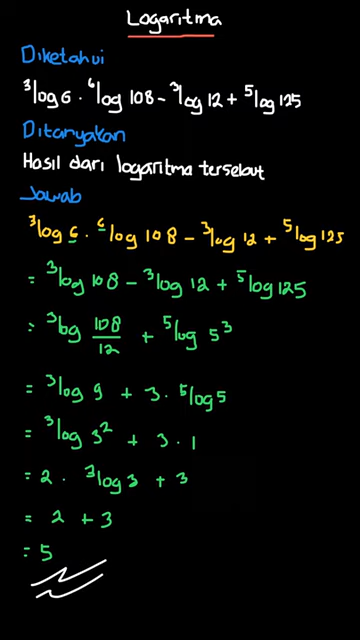 Logaritma
Diketahui
³log 6 · ⁶log 108 - ³log 12 + ⁵log 125
Ditanyakan
Hasil dari logaritma tersebut
Jawab
³log 6 · ⁶log 108 - ³log 12 + ⁵log 125
= ³log 108 - ³log 12 + ⁵log 125
= ³log 108/12 + ⁵log 5³
= ³log 9 + 3 · ⁵log 5
= ³log 3² + 3 · 1
= 2 · ³log 3 + 3
= 2 + 3
= 5